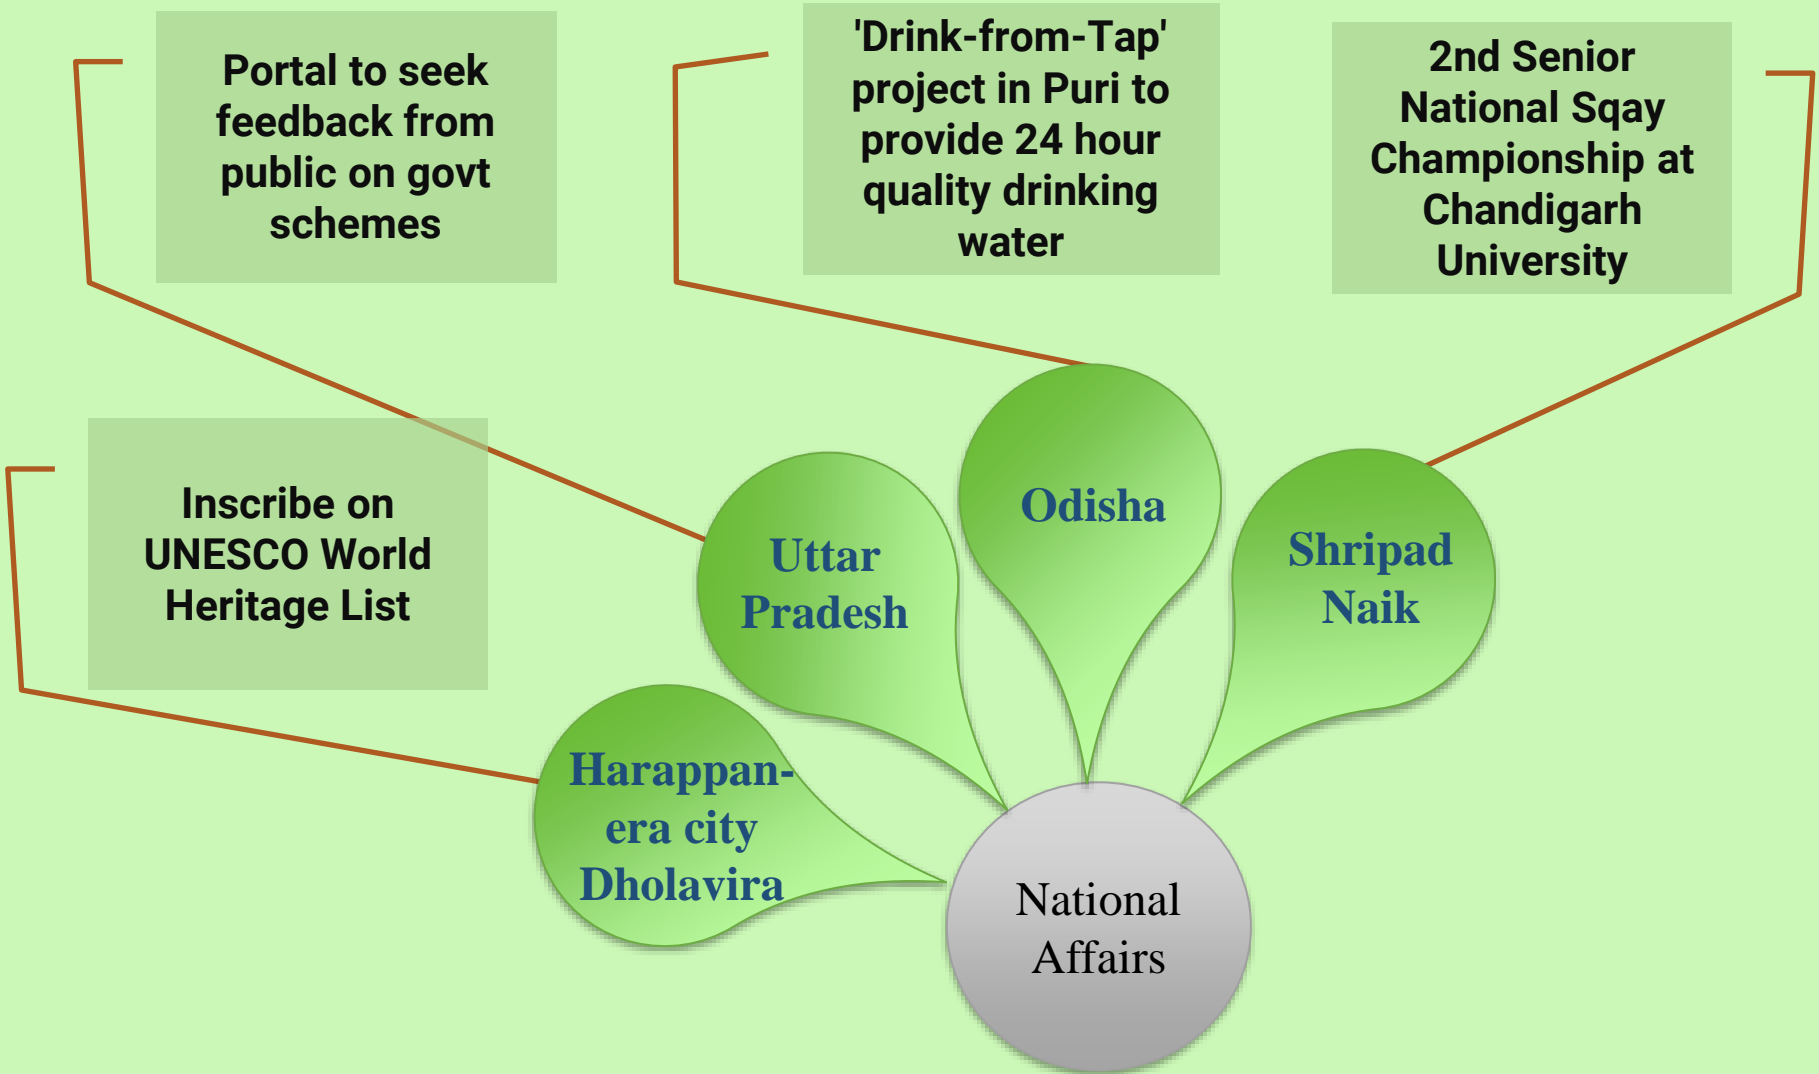 Portal to seek
feedback from
public on govt
schemes
'Drink-from-Tap'
project in Puri to
provide 24 hour
quality drinking
water
2nd Senior
National Sqay
Championship at
Chandigarh
University
Inscribe on
UNESCO World
Heritage List
Uttar
Pradesh
Odisha
Shripad
Naik
Harappan-
era city
Dholavira
National
Affairs